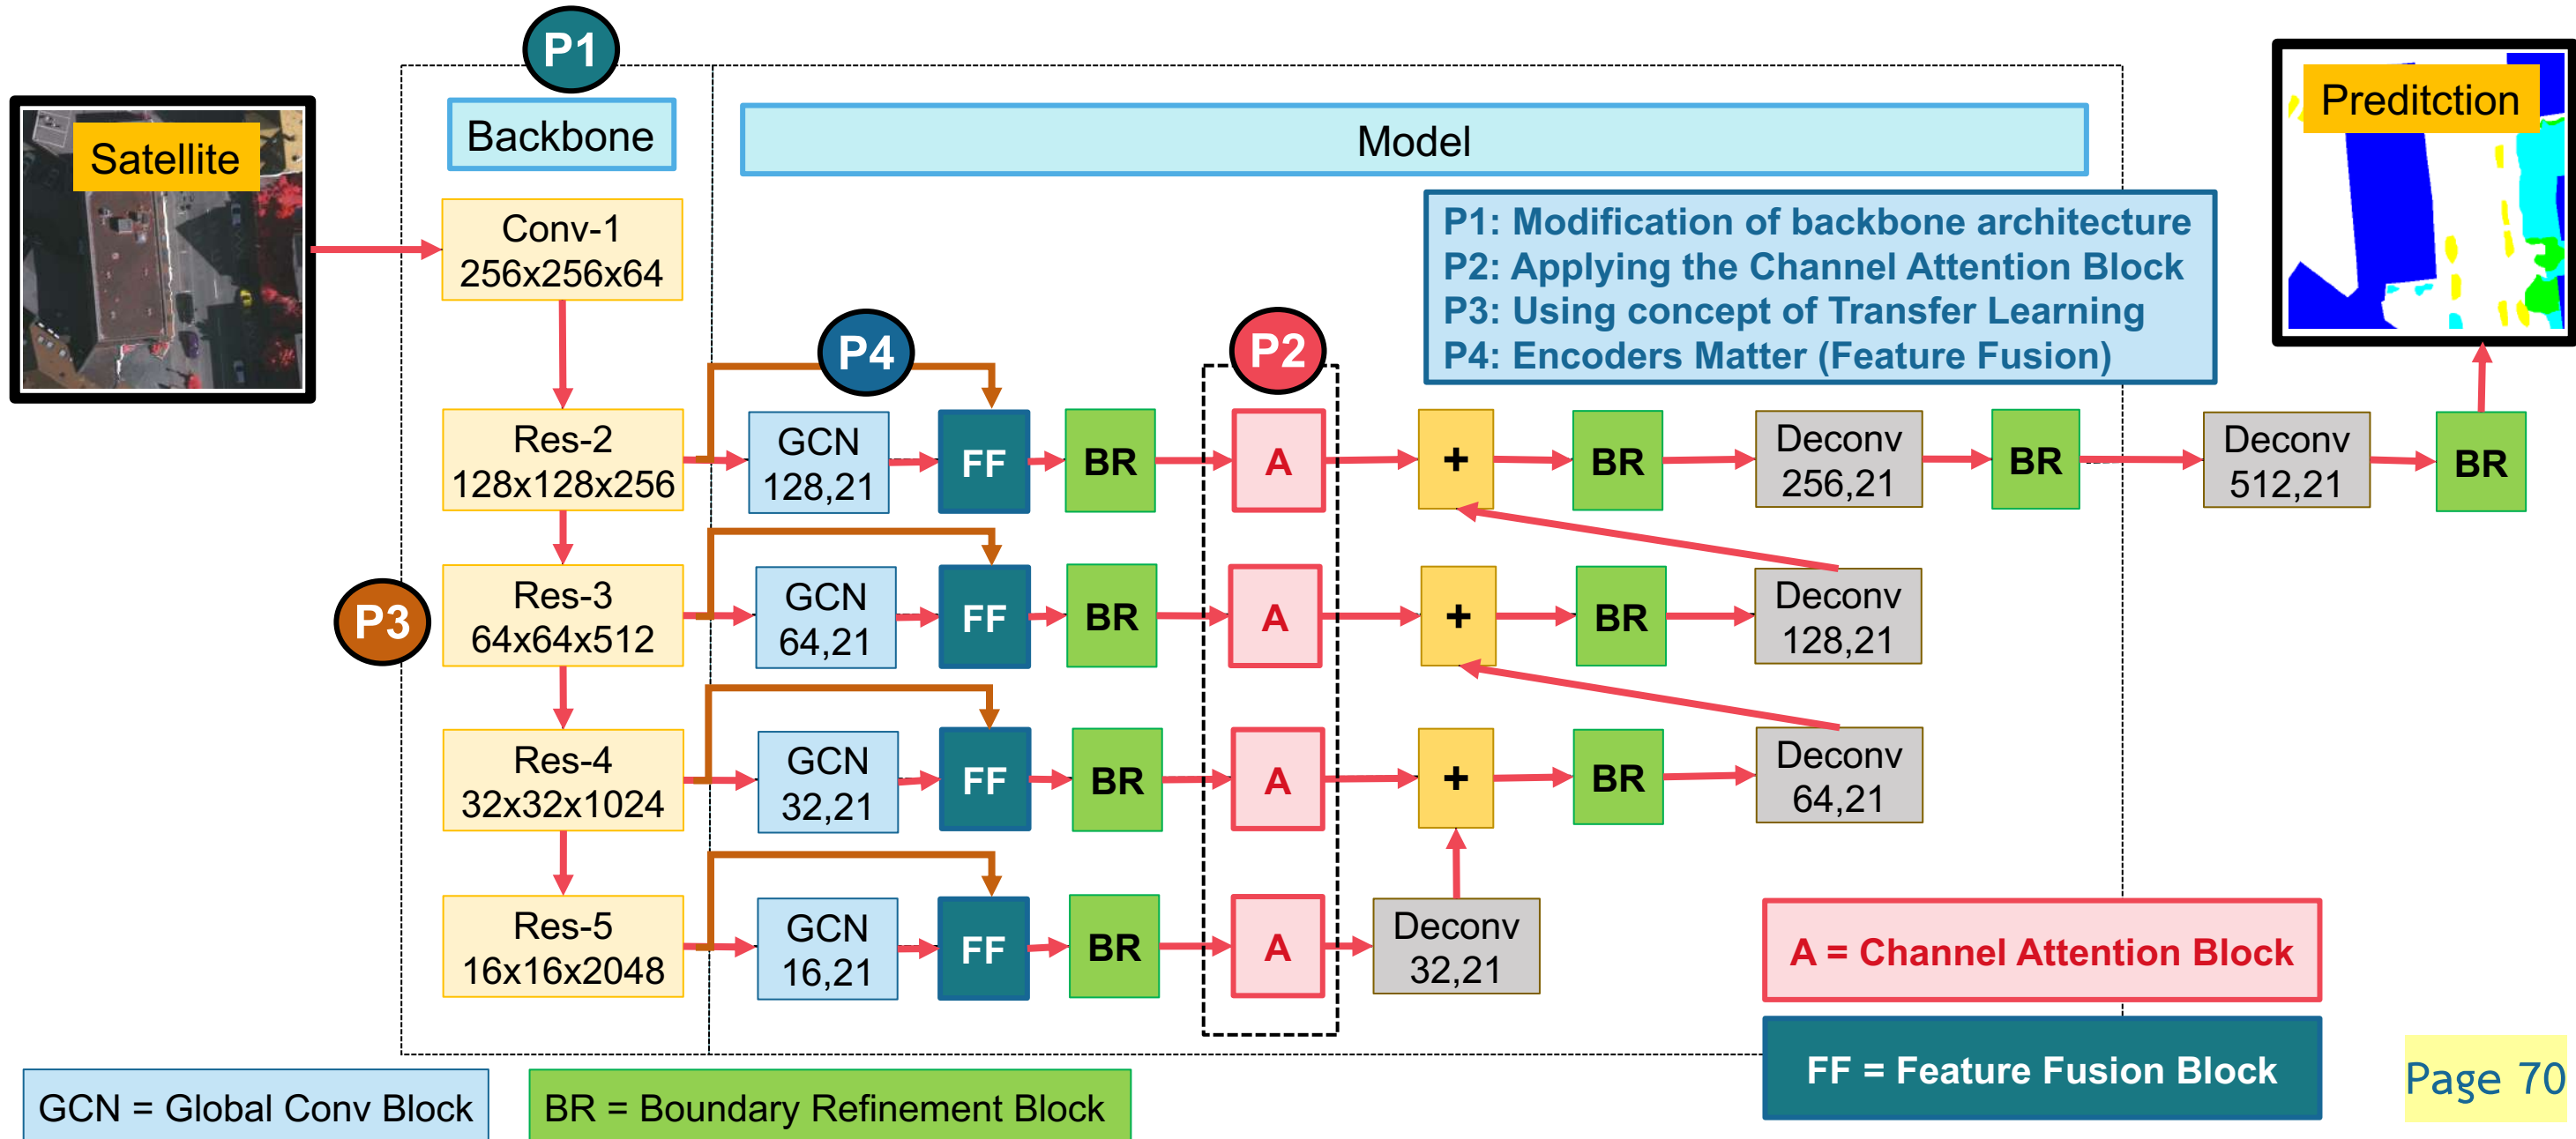 P1
Satellite
Backbone
Model
Preditction
Conv-1
256x256x64
P1: Modification of backbone architecture
P2: Applying the Channel Attention Block
P3: Using concept of Transfer Learning
P4: Encoders Matter (Feature Fusion)
P4
P2
Res-2
128x128x256
GCN
128,21
FF
BR
A
+
BR
Deconv
256,21
BR
Deconv
512,21
BR
P3
Res-3
64x64x512
GCN
64,21
FF
BR
A
+
BR
Deconv
128,21
Res-4
32x32x1024
GCN
32,21
FF
BR
A
+
BR
Deconv
64,21
Res-5
16x16x2048
GCN
16,21
FF
BR
A
Deconv
32,21
A = Channel Attention Block
FF = Feature Fusion Block
Page 70
GCN = Global Conv Block
BR = Boundary Refinement Block